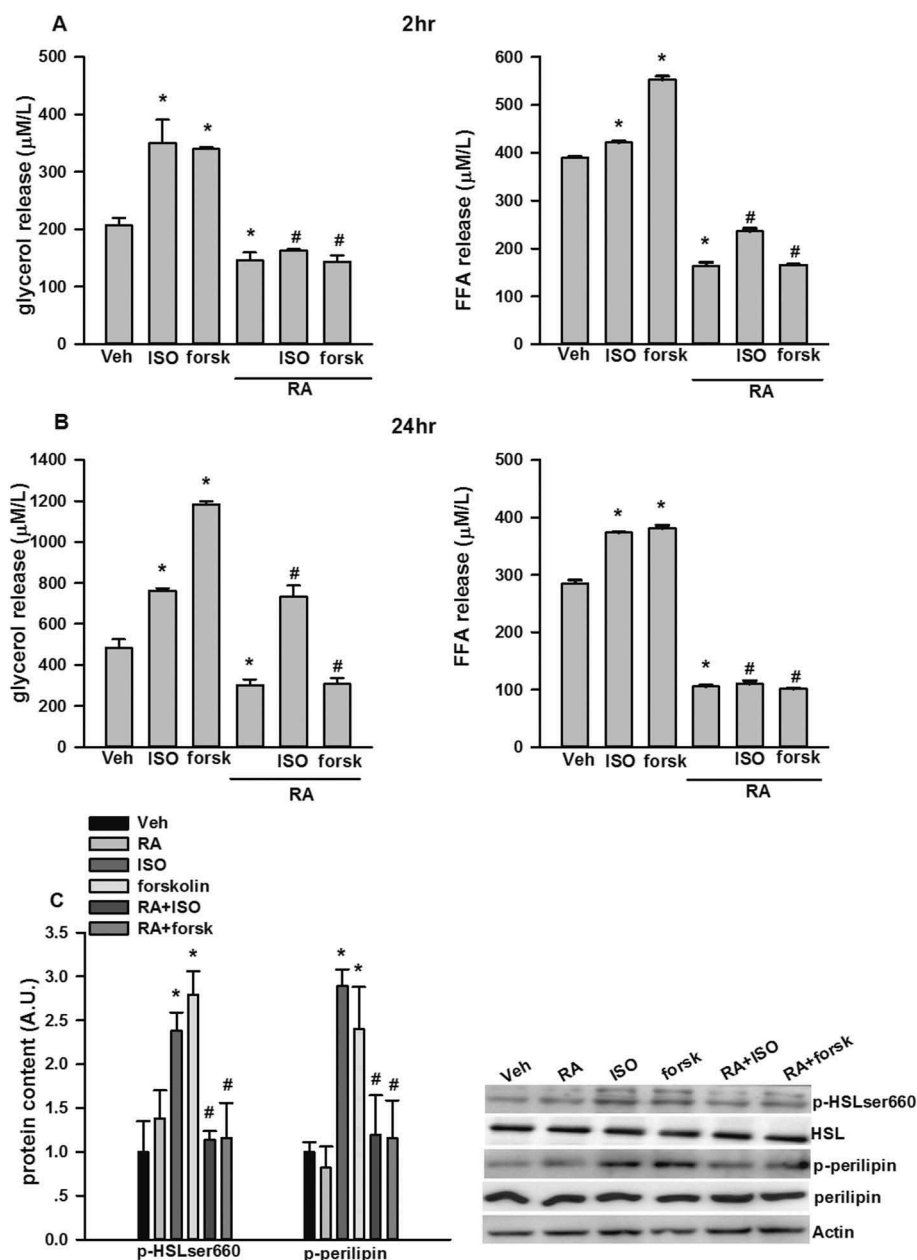 A 2hr
500
400
300
200
100
0
glycerol release (μM/L)
* * * # #
Veh ISO forsk ISO forsk
RA
600
500
400
300
200
100
0
FFA release (μM/L)
* * * * # #
Veh ISO forsk ISO forsk
RA
B 24hr
1400
1200
1000
800
600
400
200
0
glycerol release (μM/L)
* * * # #
Veh ISO forsk ISO forsk
RA
500
400
300
200
100
0
FFA release (μM/L)
* * * # #
Veh ISO forsk ISO forsk
RA
Veh
RA
ISO
forskolin
RA+ISO
RA+forsk
C
3.5
3.0
2.5
2.0
1.5
1.0
.5
0.0
protein content (A.U.)
* * # # * * # #
p-HSLser660 p-perilipin
Veh RA ISO forsk RA+ISO RA+forsk
p-HSLser660
HSL
p-perilipin
perilipin
Actin